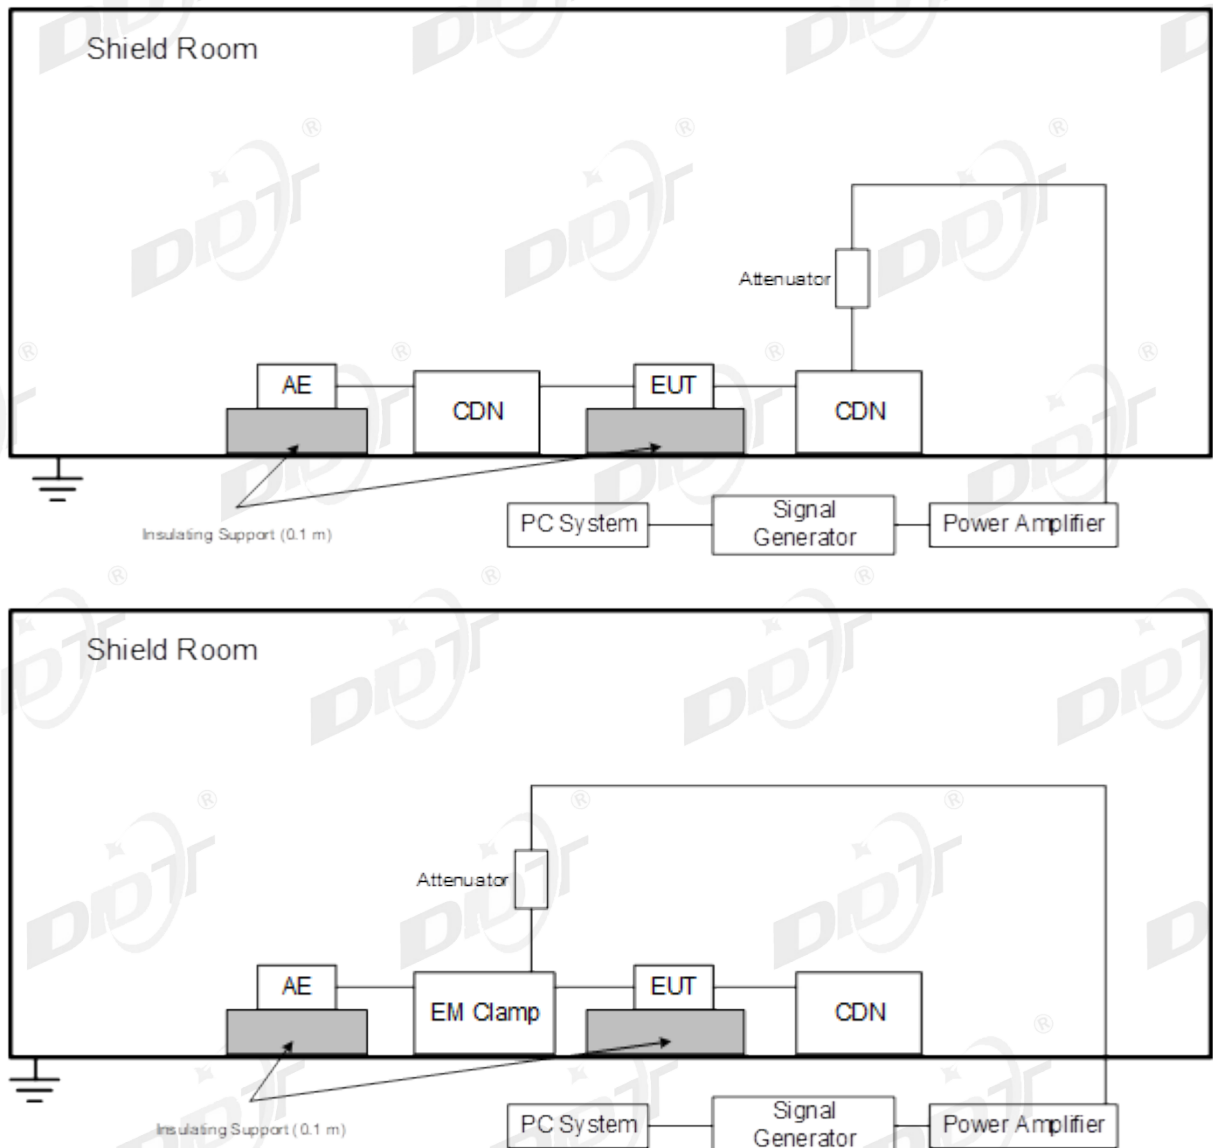 Shield Room
Attenuator
AE
CDN
EUT
CDN
Insulating Support (0.1 m)
PC System
Signal
Generator
Power Amplifier
Shield Room
Attenuator
AE
EM Clamp
EUT
CDN
Insulating Support (0.1 m)
PC System
Signal
Generator
Power Amplifier